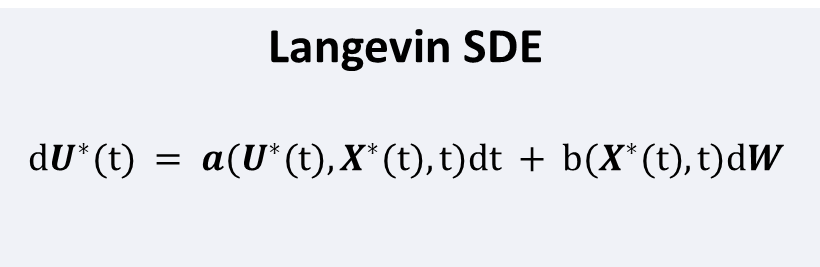 Langevin SDE
d𝑼*(t) = 𝒂(𝑼*(t),𝑿*(t),t)dt + b(𝑿*(t),t)d𝑾